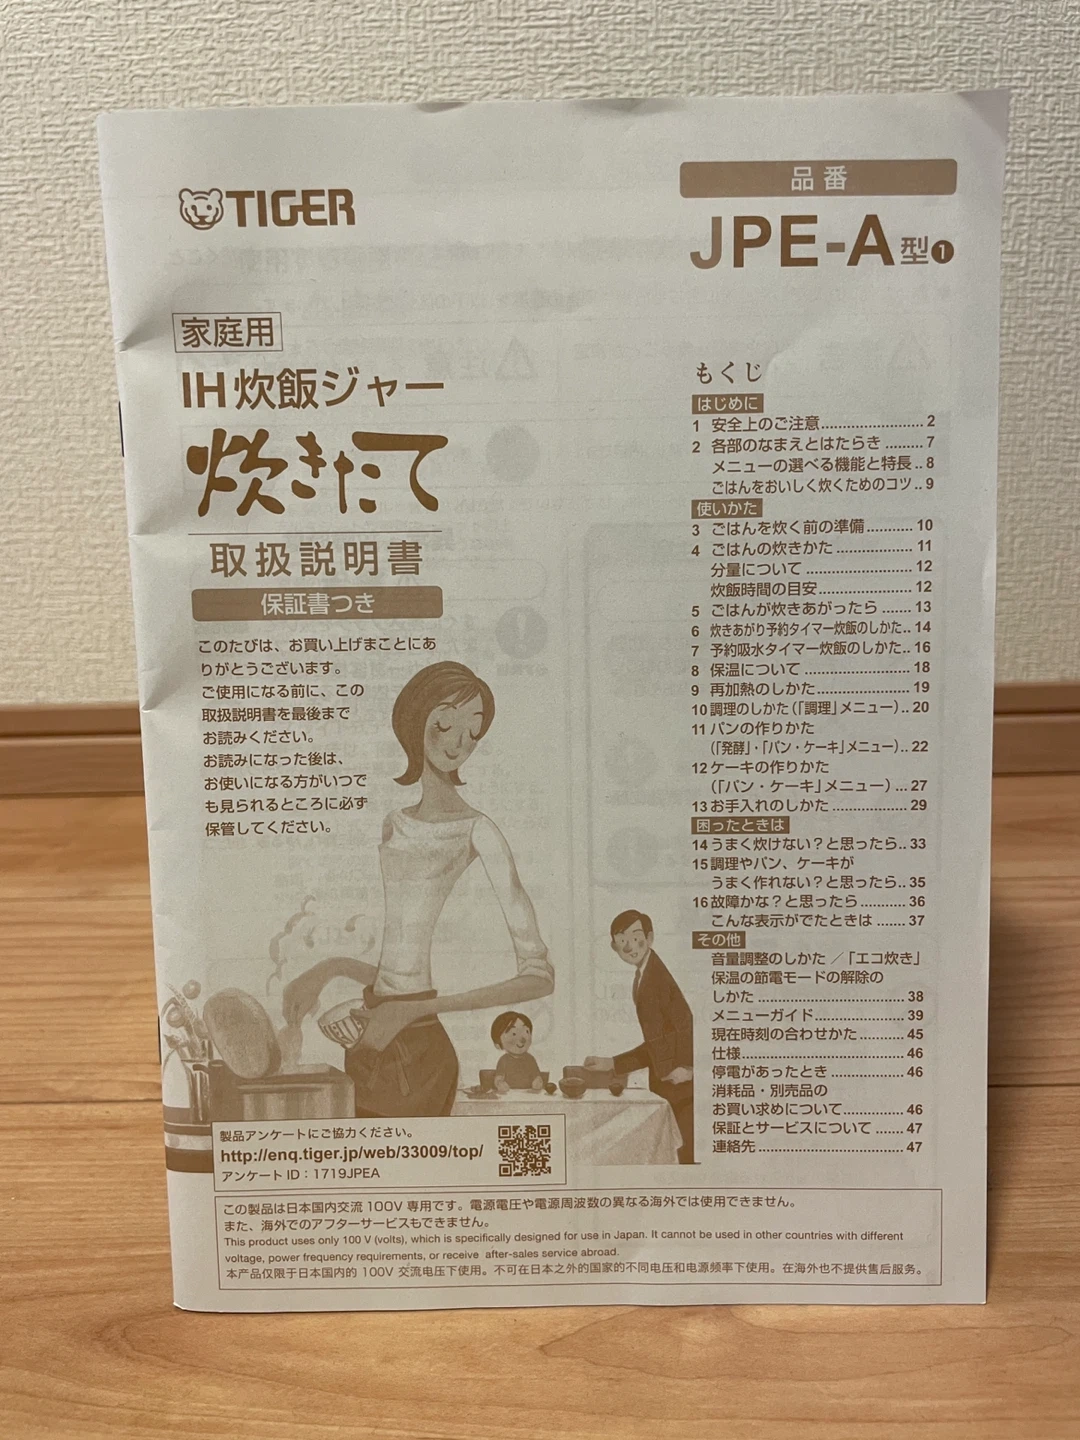 TIGER
品番
JPE-A型❶
家庭用
IH炊飯ジャー
炊きたて
取扱説明書
保証書つき
このたびは、お買い上げまことにあ
りがとうございます。
ご使用になる前に、この
取扱説明書を最後まで
お読みください。
お読みになった後は、
お使いになる方がいつで
も見られるところに必ず
保管してください。
もくじ
はじめに
1 安全上のご注意 2
2 各部のなまえとはたらき 7
メニューの選べる機能と特長 8
ごはんをおいしく炊くためのコツ 9
使いかた
3 ごはんを炊く前の準備 10
4 ごはんの炊きかた 11
分量について 12
炊飯時間の目安 12
5 ごはんが炊きあがったら 13
6 炊きあがり予約タイマー炊飯のしかた 14
7 予約吸水タイマー炊飯のしかた 16
8 保温について 18
9 再加熱のしかた 19
10 調理のしかた(「調理」メニュー) 20
11 パンの作りかた
(「発酵」・「パン・ケーキ」メニュー) 22
12 ケーキの作りかた
(「パン・ケーキ」メニュー) 27
13 お手入れのしかた 29
困ったときは
14 うまく炊けない？と思ったら 33
15 調理やパン、ケーキが
うまく作れない？と思ったら 35
16 故障かな？と思ったら 36
こんな表示がでたときは 37
その他
音量調整のしかた ／「エコ炊き」
保温の節電モードの解除の
しかた 38
メニューガイド 39
現在時刻の合わせかた 45
仕様 46
停電があったとき 46
消耗品・別売品の
お買い求めについて 46
保証とサービスについて 47
連絡先 47
製品アンケートにご協力ください。
http://enq.tiger.jp/web/33009/top/
アンケート ID：1719JPEA
この製品は日本国内交流 100V 専用です。電源電圧や電源周波数の異なる海外では使用できません。
また、海外でのアフターサービスもできません。
This product uses only 100 V (volts), which is specifically designed for use in Japan. It cannot be used in other countries with different
voltage, power frequency requirements, or receive after-sales service abroad.
本产品仅限于日本国内的 100V 交流电压下使用。不可在日本之外的国家的不同电压和电源频率下使用。在海外也不提供售后服务。